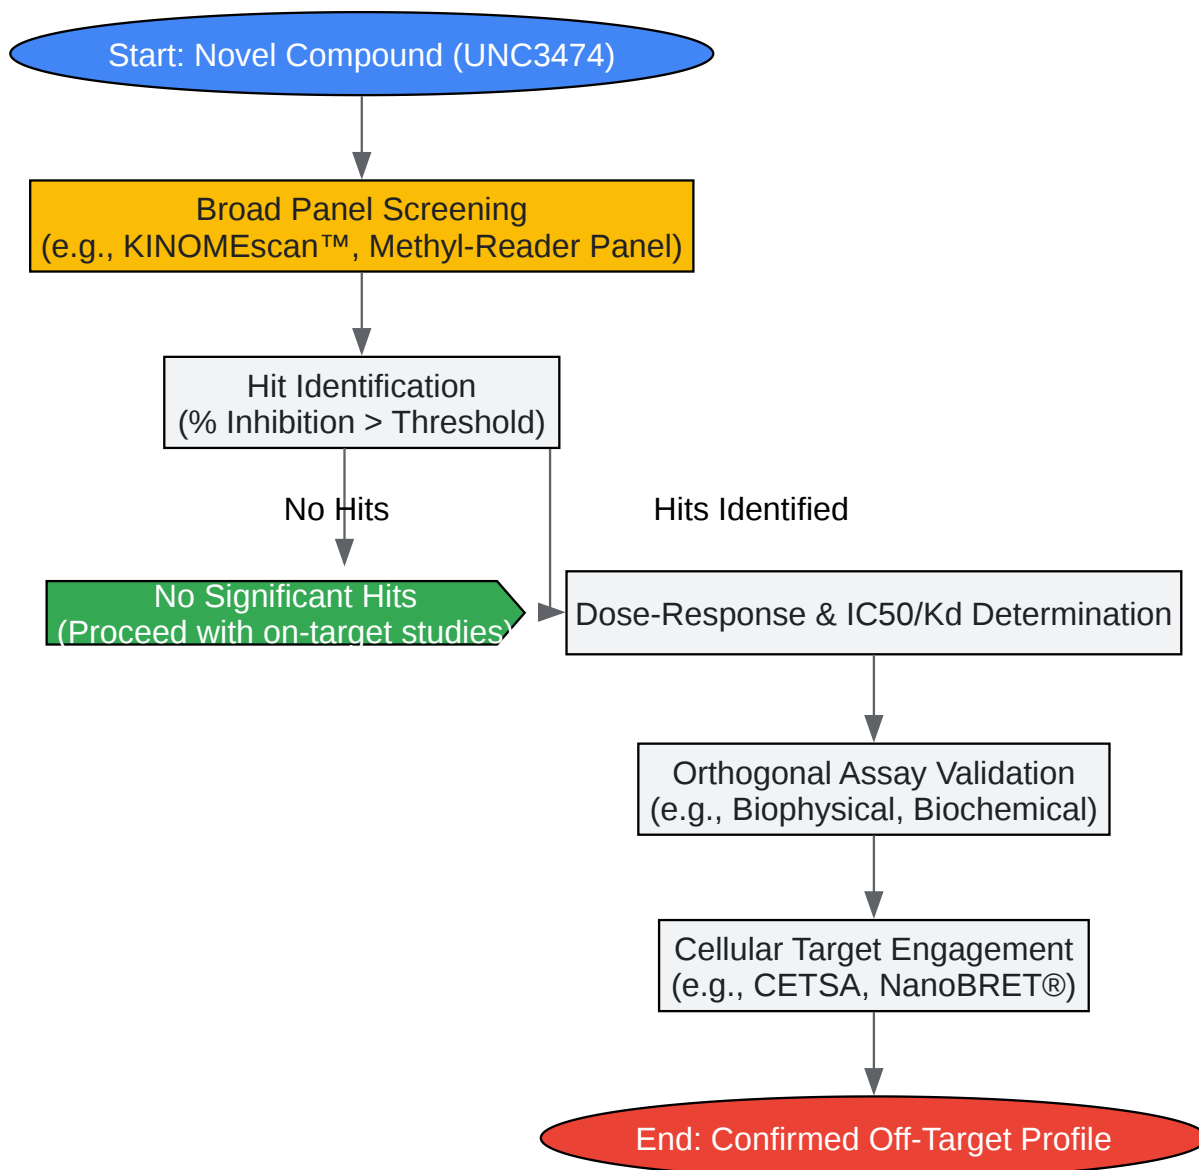 Start: Novel Compound (UNC3474)
Broad Panel Screening
(e.g., KINOMEscan™, Methyl-Reader Panel)
Hit Identification
(% Inhibition > Threshold)
No Hits
Hits Identified
No Significant Hits
(Proceed with on-target studies)
Dose-Response & IC50/Kd Determination
Orthogonal Assay Validation
(e.g., Biophysical, Biochemical)
Cellular Target Engagement
(e.g., CETSA, NanoBRET®)
End: Confirmed Off-Target Profile